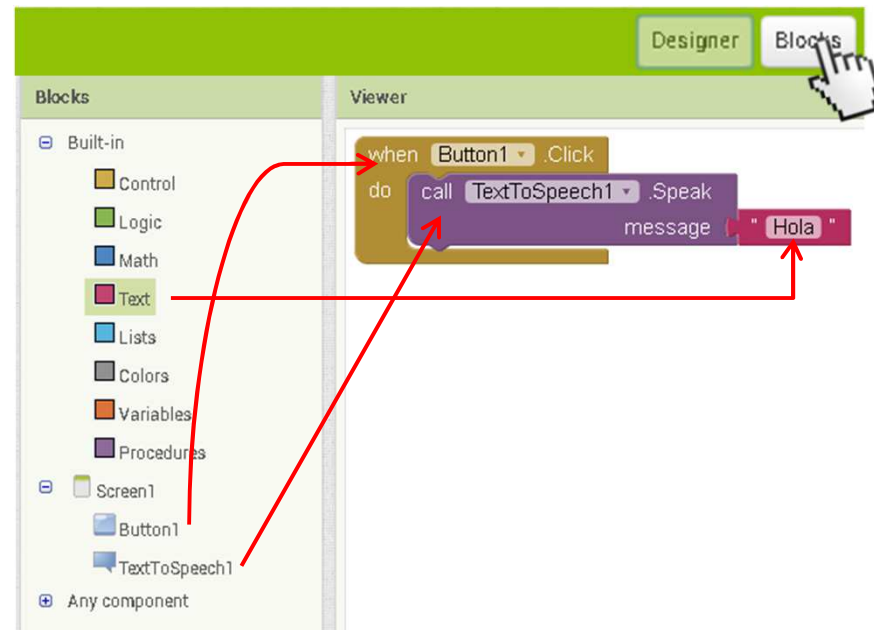 Designer Blocks
Blocks
Viewer
Built-in
Control
Logic
Math
Text
Lists
Colors
Variables
Procedures
Screen1
Button1
TextToSpeech1
Any component
when Button1 .Click
do call TextToSpeech1 .Speak
message " Hola "